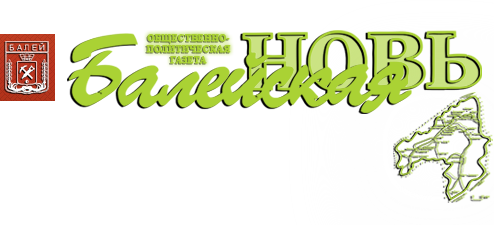 БАЛЕЙ
ОБЩЕСТВЕННО-
ПОЛИТИЧЕСКАЯ
ГАЗЕТА
Балейская
НОВЬ